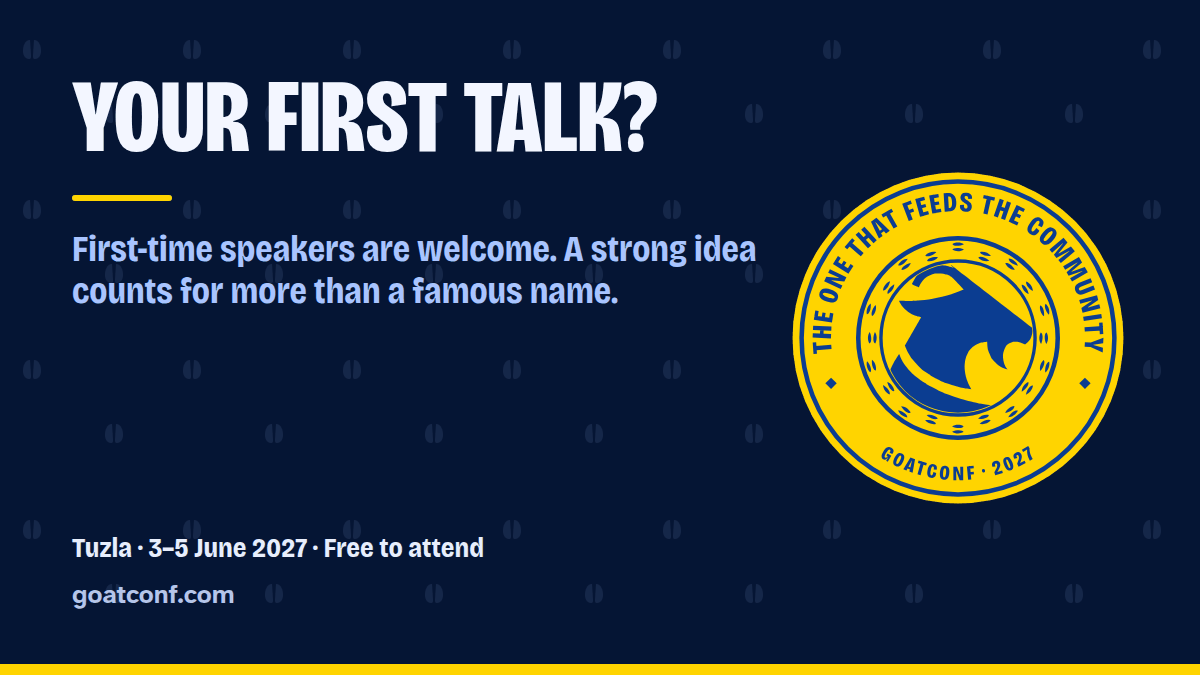 YOUR FIRST TALK?
First-time speakers are welcome. A strong idea
counts for more than a famous name.
THE ONE THAT FEEDS THE COMMUNITY
GOATCONF · 2027
Tuzla · 3–5 June 2027 · Free to attend
goatconf.com